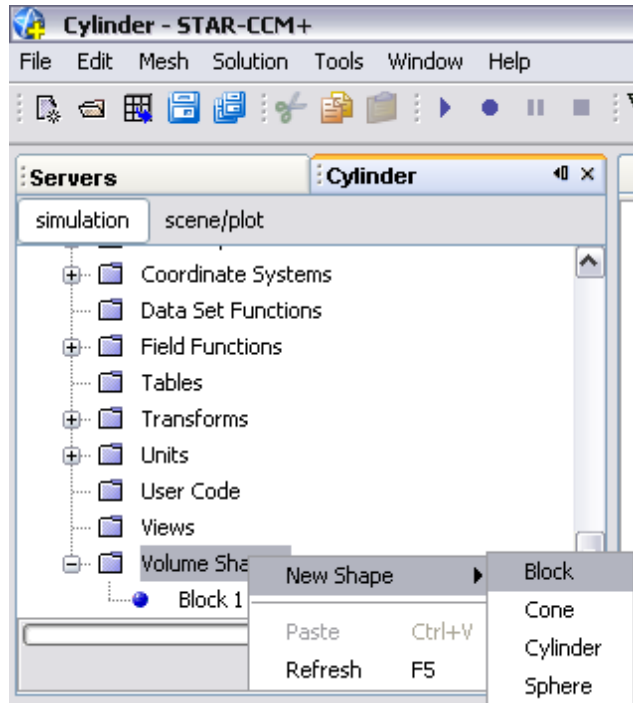 Cylinder - STAR-CCM+
File Edit Mesh Solution Tools Window Help
Servers Cylinder
simulation scene/plot
Coordinate Systems
Data Set Functions
Field Functions
Tables
Transforms
Units
User Code
Views
Volume Sha
Block 1
New Shape
Paste Ctrl+V
Refresh F5
Block
Cone
Cylinder
Sphere